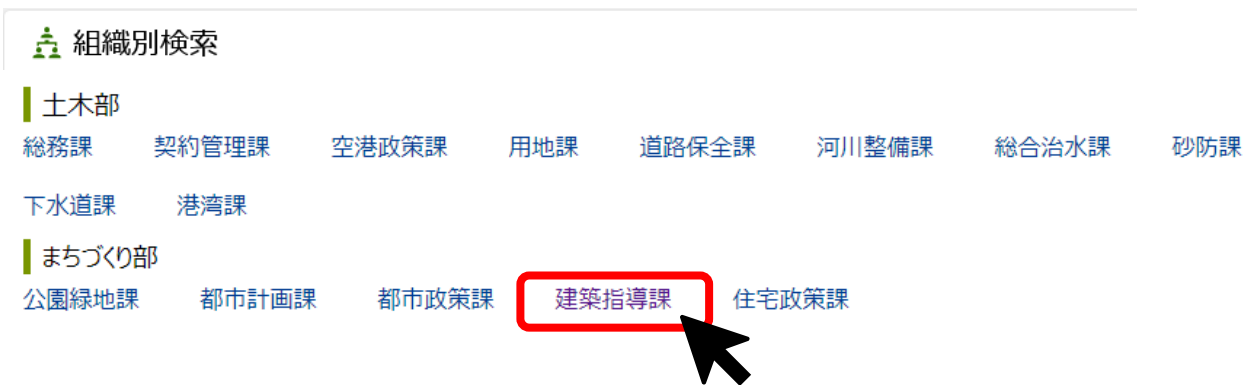 組織別検索
土木部
総務課 契約管理課 空港政策課 用地課 道路保全課 河川整備課 総合治水課 砂防課
下水道課 港湾課
まちづくり部
公園緑地課 都市計画課 都市政策課 建築指導課 住宅政策課